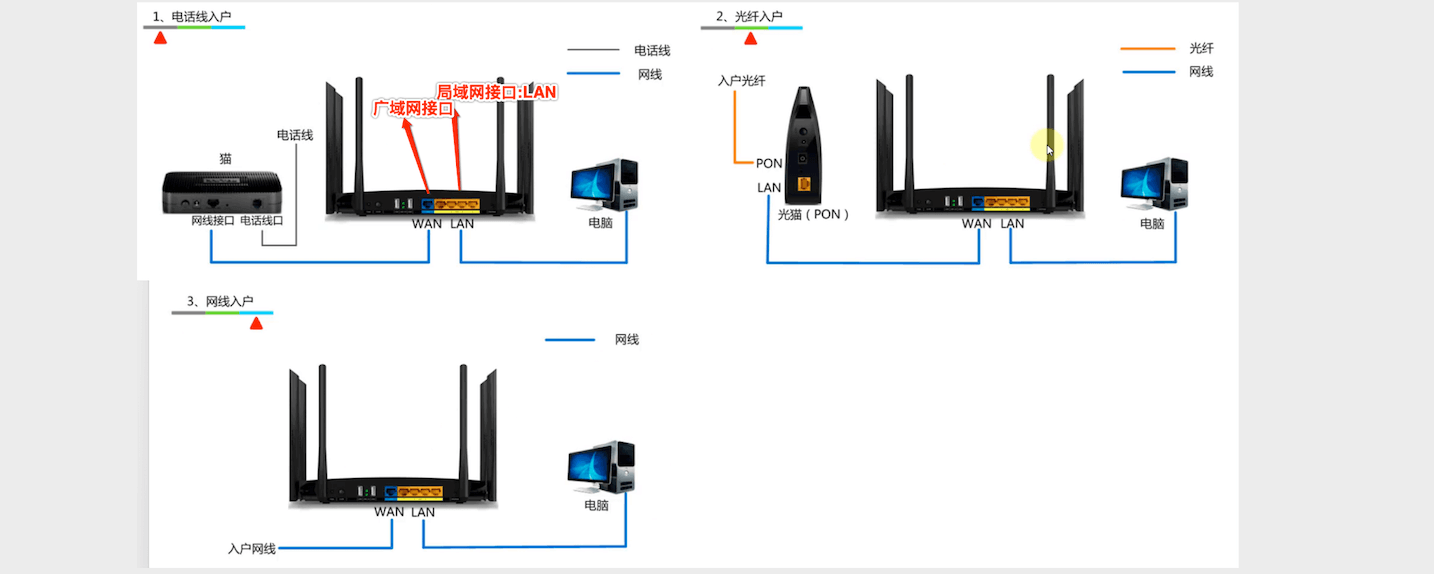 1、电话线入户
电话线
网线
局域网接口:LAN
广域网接口
电话线
猫
网线接口
电话线口
WAN
LAN
电脑
2、光纤入户
光纤
网线
入户光纤
PON
LAN
光猫（PON）
WAN
LAN
电脑
3、网线入户
网线
WAN
LAN
电脑
入户网线